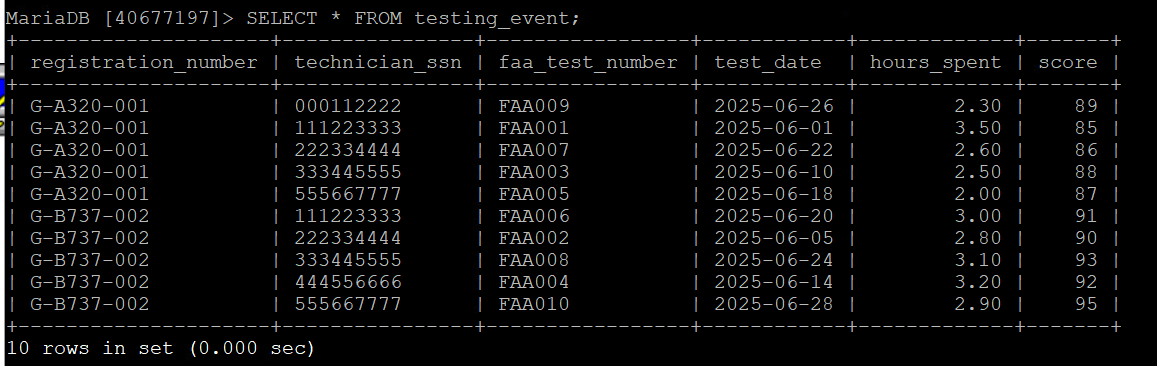 MariaDB [40677197]> SELECT * FROM testing_event;
+---------------------+----------------+-----------------+------------+-------------+-------+
| registration_number | technician_ssn | faa_test_number | test_date | hours_spent | score |
+---------------------+----------------+-----------------+------------+-------------+-------+
| G-A320-001 | 000112222 | FAA009 | 2025-06-26 | 2.30 | 89 |
| G-A320-001 | 111223333 | FAA001 | 2025-06-01 | 3.50 | 85 |
| G-A320-001 | 222334444 | FAA007 | 2025-06-22 | 2.60 | 86 |
| G-A320-001 | 333445555 | FAA003 | 2025-06-10 | 2.50 | 88 |
| G-A320-001 | 555667777 | FAA005 | 2025-06-18 | 2.00 | 87 |
| G-B737-002 | 111223333 | FAA006 | 2025-06-20 | 3.00 | 91 |
| G-B737-002 | 222334444 | FAA002 | 2025-06-05 | 2.80 | 90 |
| G-B737-002 | 333445555 | FAA008 | 2025-06-24 | 3.10 | 93 |
| G-B737-002 | 444556666 | FAA004 | 2025-06-14 | 3.20 | 92 |
| G-B737-002 | 555667777 | FAA010 | 2025-06-28 | 2.90 | 95 |
+---------------------+----------------+-----------------+------------+-------------+-------+
10 rows in set (0.000 sec)